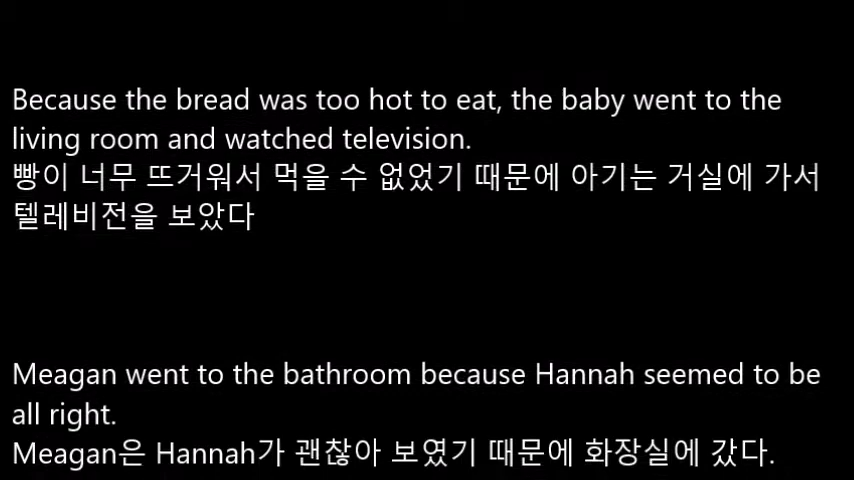 Because the bread was too hot to eat, the baby went to the
living room and watched television.
빵이 너무 뜨거워서 먹을 수 없었기 때문에 아기는 거실에 가서
텔레비전을 보았다
Meagan went to the bathroom because Hannah seemed to be
all right.
Meagan은 Hannah가 괜찮아 보였기 때문에 화장실에 갔다.